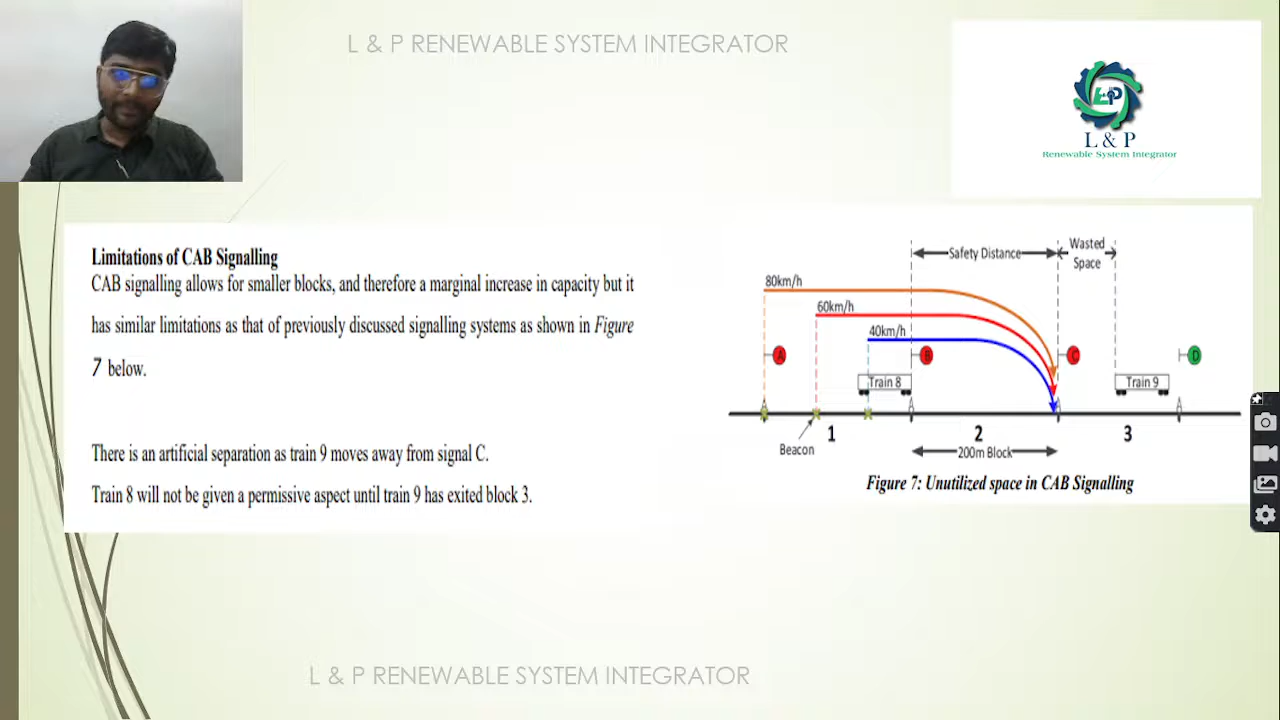 L & P RENEWABLE SYSTEM INTEGRATOR
L&P
L & P
Renewable System Integrator
Limitations of CAB Signalling
CAB signalling allows for smaller blocks, and therefore a marginal increase in capacity but it
has similar limitations as that of previously discussed signalling systems as shown in Figure
7 below.
There is an artificial separation as train 9 moves away from signal C.
Train 8 will not be given a permissive aspect until train 9 has exited block 3.
Safety Distance
Wasted
Space
80km/h
60km/h
40km/h
A
B
C
D
Train 8
Train 9
1
2
3
Beacon
200m Block
Figure 7: Unutilized space in CAB Signalling
L & P RENEWABLE SYSTEM INTEGRATOR